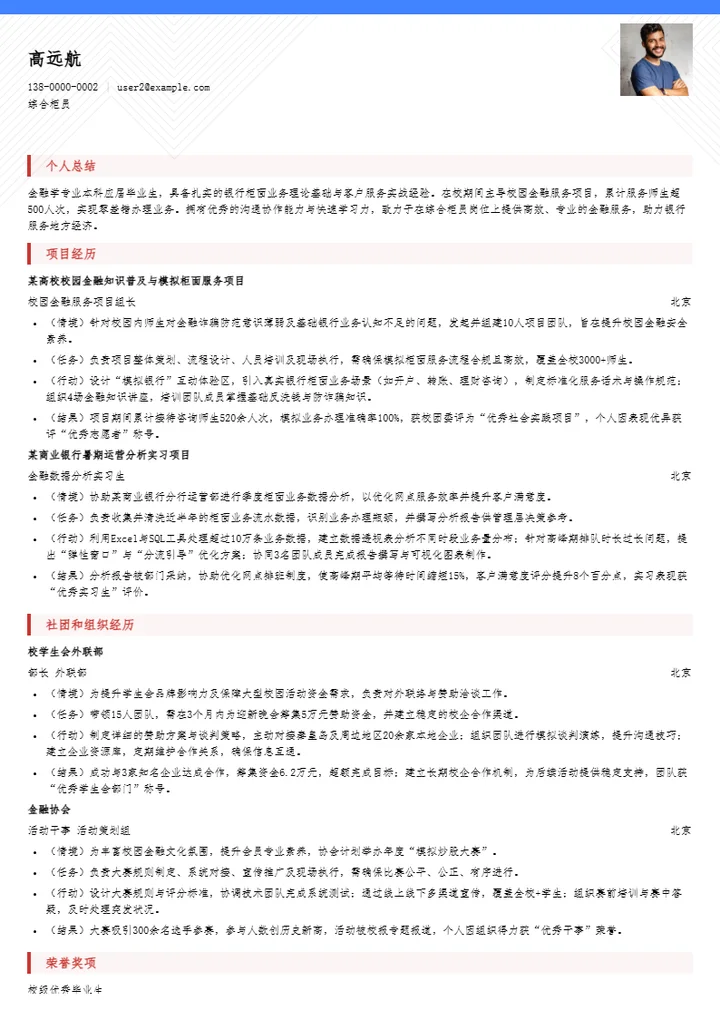 高远航
138-0000-0002 | user2@example.com
综合柜员
个人总结
金融学专业本科应届毕业生，具备扎实的银行柜面业务理论基础与客户服务实战经验。在校期间主导校园金融服务项目，累计服务师生超
500人次，实现零差错办理业务。拥有优秀的沟通协作能力与快速学习力，致力于在综合柜员岗位上提供高效、专业的金融服务，助力银行
服务地方经济。
项目经历
某高校校园金融知识普及与模拟柜面服务项目
校园金融服务项目组长 北京
• （情境）针对校园内师生对金融诈骗防范意识薄弱及基础银行业务认知不足的问题，发起并组建10人项目团队，旨在提升校园金融安全
素养。
• （任务）负责项目整体策划、流程设计、人员培训及现场执行，需确保模拟柜面服务流程合规且高效，覆盖全校3000+师生。
• （行动）设计“模拟银行”互动体验区，引入真实银行柜面业务场景（如开户、转账、理财咨询），制定标准化服务话术与操作规范；
组织4场金融知识讲座，培训团队成员掌握基础反洗钱与防诈骗知识。
• （结果）项目期间累计接待咨询师生520余人次，模拟业务办理准确率100%，获校团委评为“优秀社会实践项目”，个人因表现优异获
评“优秀志愿者”称号。
某商业银行暑期运营分析实习项目
金融数据分析实习生 北京
• （情境）协助某商业银行分行运营部进行季度柜面业务数据分析，以优化网点服务效率并提升客户满意度。
• （任务）负责收集并清洗近半年的柜面业务流水数据，识别业务办理瓶颈，并撰写分析报告供管理层决策参考。
• （行动）利用Excel与SQL工具处理超过10万条业务数据，建立数据透视表分析不同时段业务量分布；针对高峰期排队时长过长问题，提
出“弹性窗口”与“分流引导”优化方案；协同3名团队成员完成报告撰写与可视化图表制作。
• （结果）分析报告被部门采纳，协助优化网点排班制度，使高峰期平均等待时间缩短15%，客户满意度评分提升8个百分点，实习表现获
“优秀实习生”评价。
社团和组织经历
校学生会外联部
部长 外联部 北京
• （情境）为提升学生会品牌影响力及保障大型校园活动资金需求，负责对外联络与赞助洽谈工作。
• （任务）带领15人团队，需在3个月内为迎新晚会筹集5万元赞助资金，并建立稳定的校企合作渠道。
• （行动）制定详细的赞助方案与谈判策略，主动对接秦皇岛及周边地区20余家本地企业；组织团队进行模拟谈判演练，提升沟通技巧；
建立企业资源库，定期维护合作关系，确保信息互通。
• （结果）成功与3家知名企业达成合作，筹集资金6.2万元，超额完成目标；建立长期校企合作机制，为后续活动提供稳定支持，团队获
“优秀学生会部门”称号。
金融协会
活动干事 活动策划组 北京
• （情境）为丰富校园金融文化氛围，提升会员专业素养，协会计划举办年度“模拟炒股大赛”。
• （任务）负责大赛规则制定、系统对接、宣传推广及现场执行，需确保比赛公平、公正、有序进行。
• （行动）设计大赛规则与评分标准，协调技术团队完成系统测试；通过线上线下多渠道宣传，覆盖全校+学生；组织赛前培训与赛中答
疑，及时处理突发状况。
• （结果）大赛吸引300余名选手参赛，参与人数创历史新高，活动被校报专题报道，个人因组织得力获“优秀干事”荣誉。
荣誉奖项
校级优秀毕业生